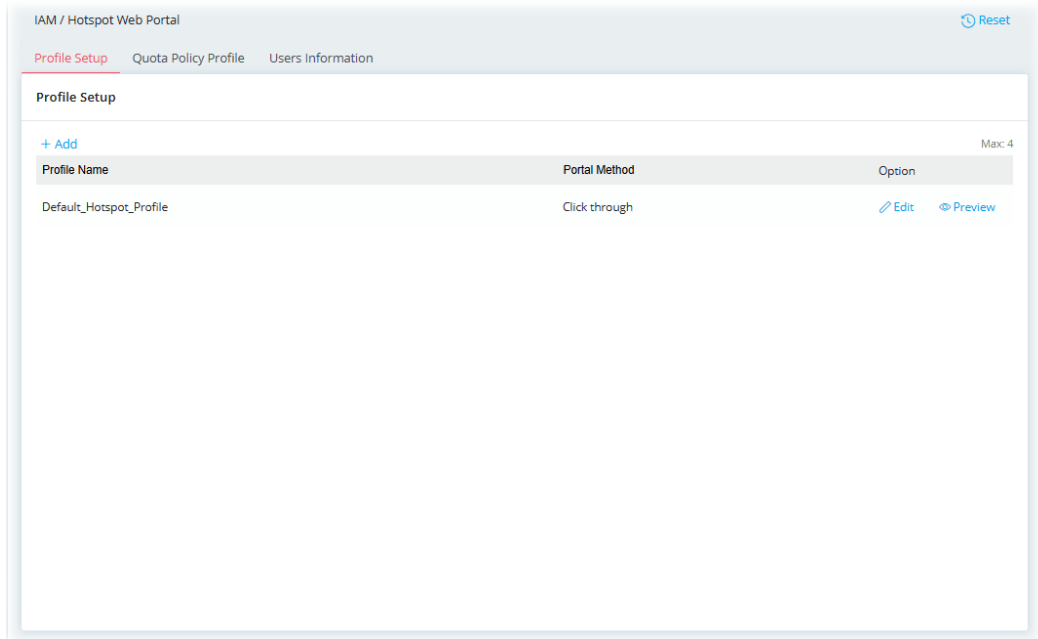 IAM / Hotspot Web Portal Reset
Profile Setup Quota Policy Profile Users Information
Profile Setup
+ Add Max: 4
Profile Name Portal Method Option
Default_Hotspot_Profile Click through Edit Preview